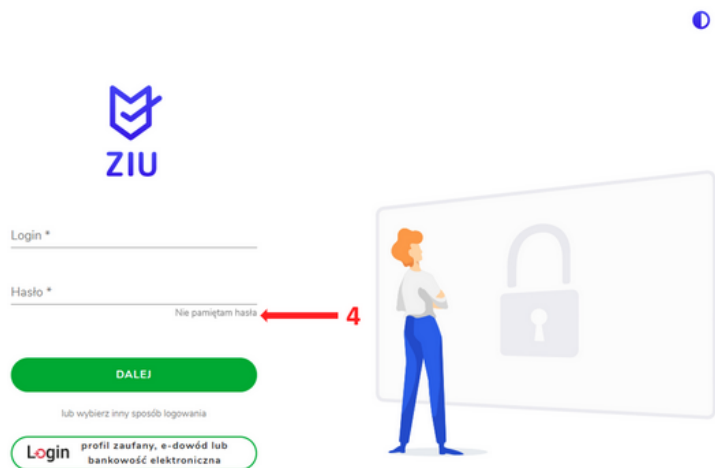 ZIU
Login *
Hasło *
Nie pamiętam hasła
4
DALEJ
lub wybierz inny sposób logowania
Login
profil zaufany, e-dowód lub
bankowość elektroniczna